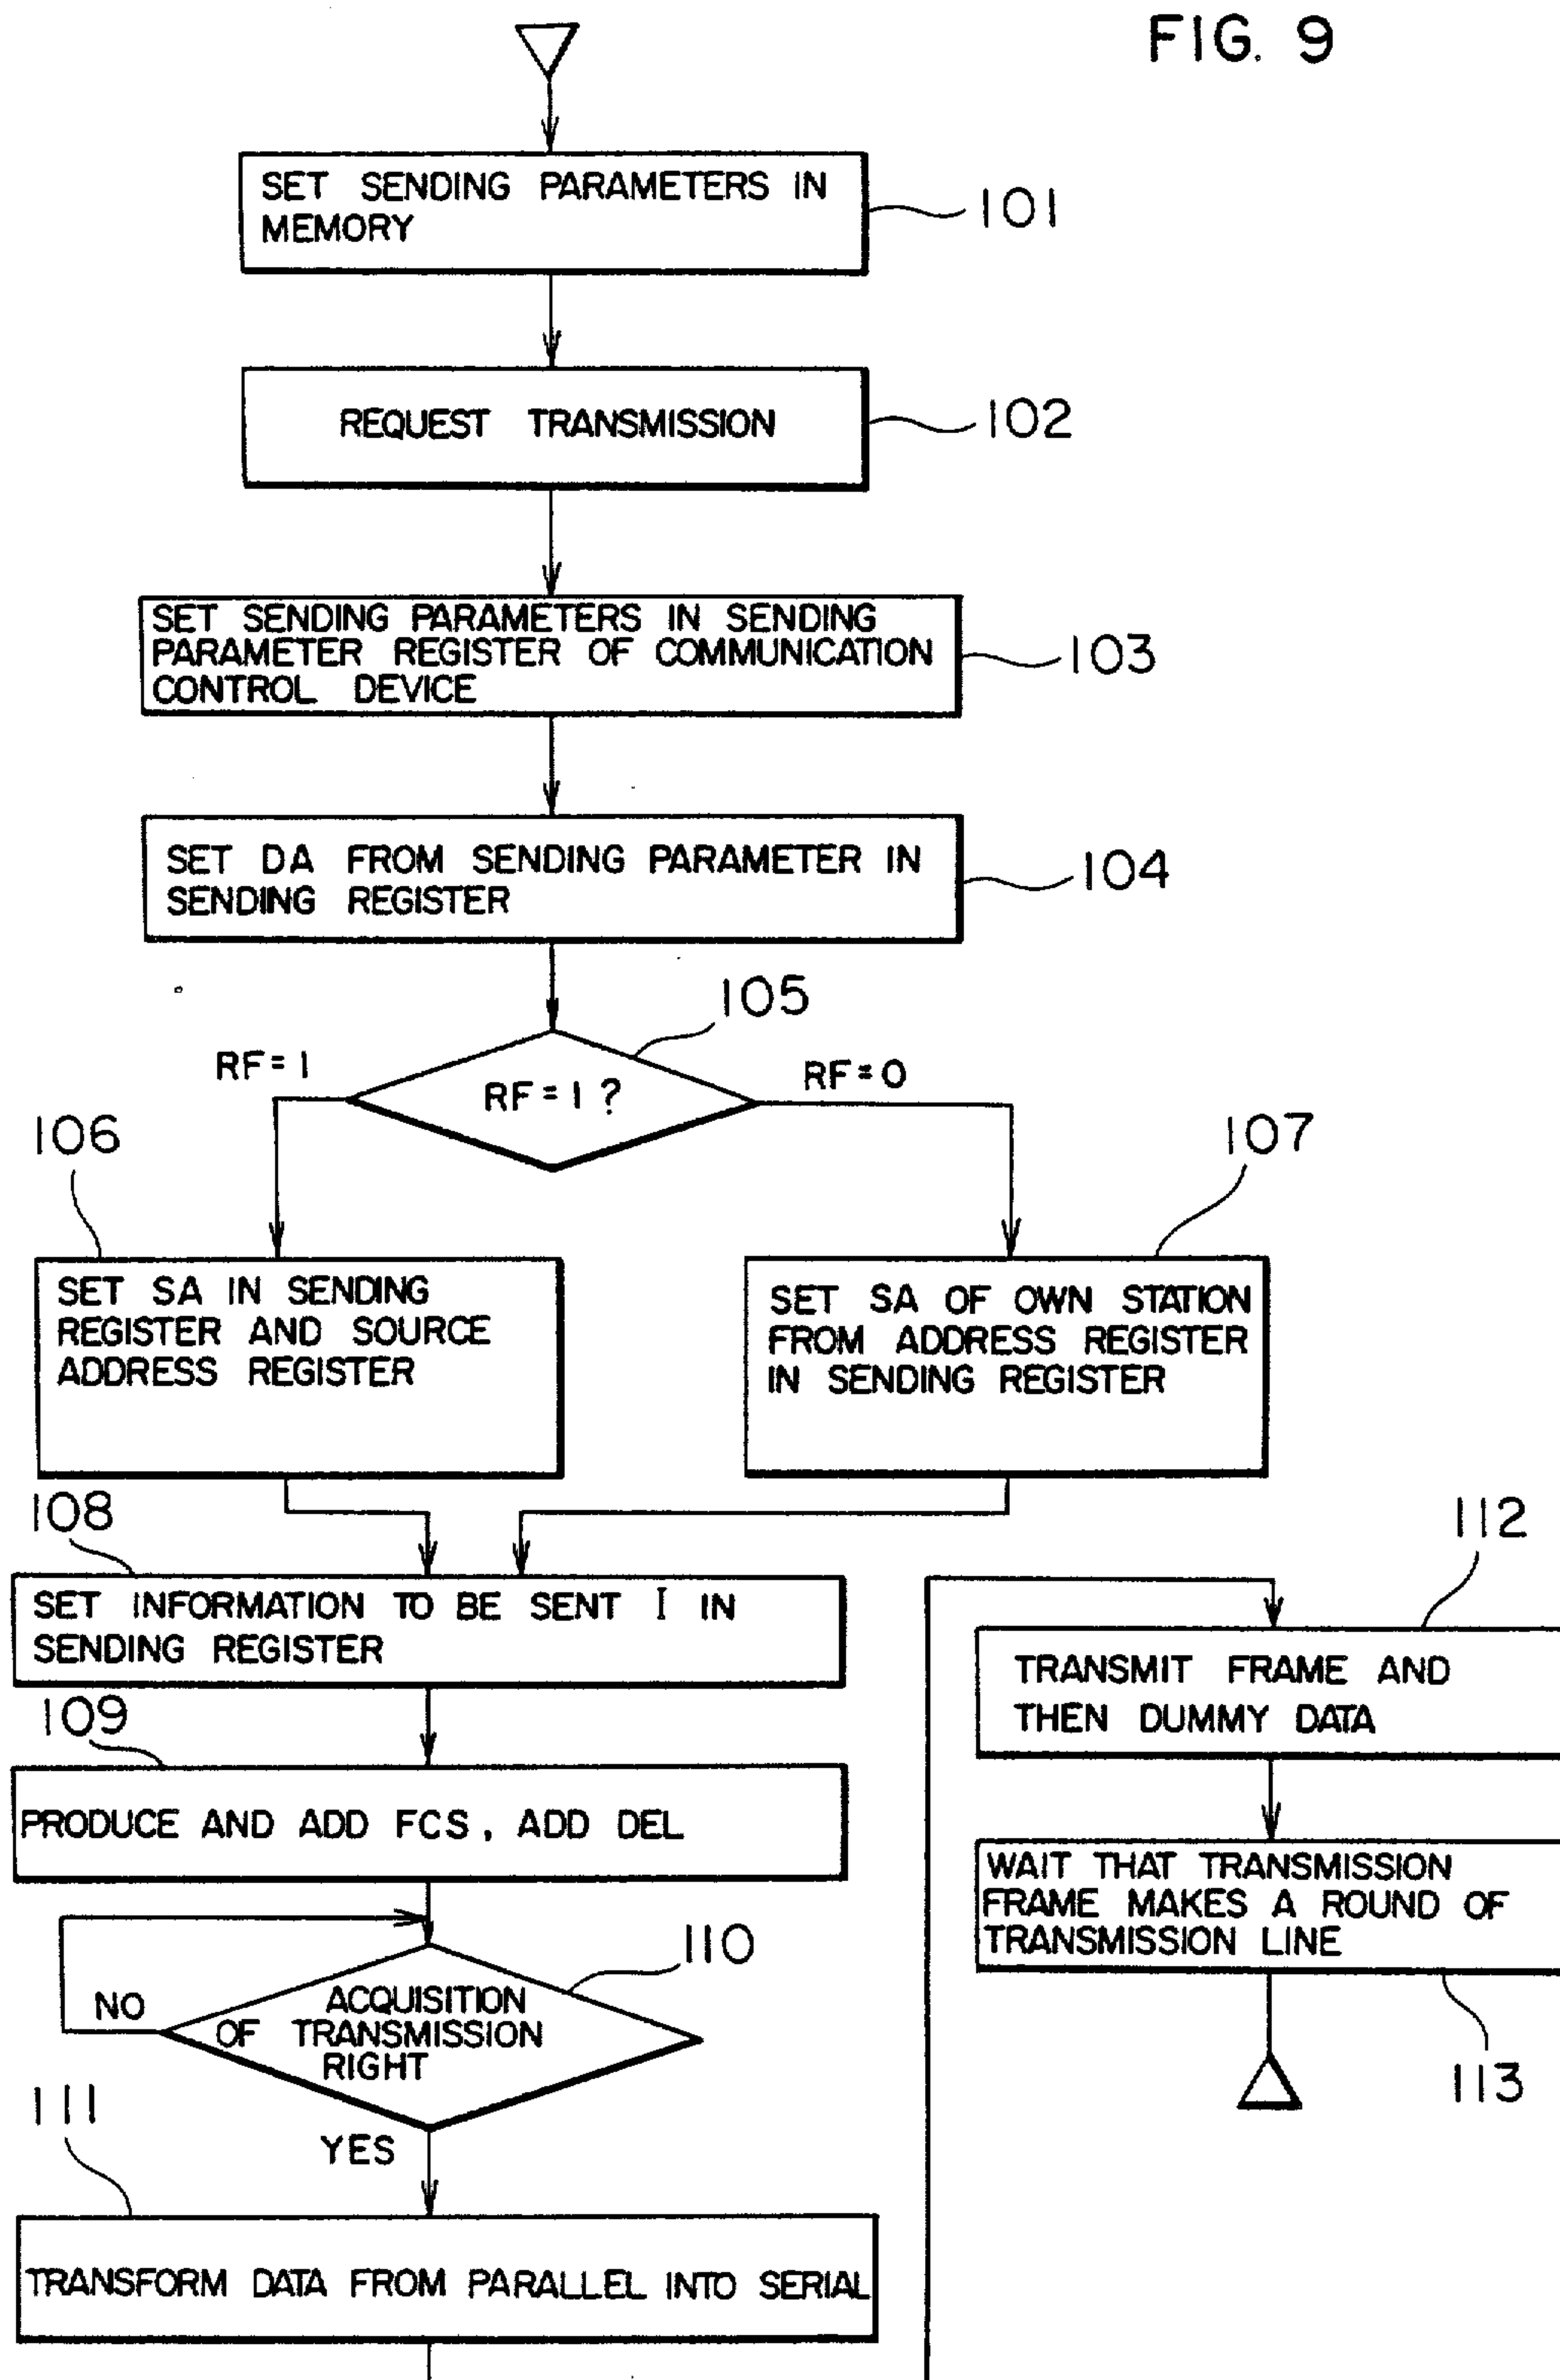 FIG. 9
SET SENDING PARAMETERS IN
MEMORY
101
REQUEST TRANSMISSION
102
SET SENDING PARAMETERS IN SENDING
PARAMETER REGISTER OF COMMUNICATION
CONTROL DEVICE
103
SET DA FROM SENDING PARAMETER IN
SENDING REGISTER
104
105
RF=1
RF=1?
RF=0
106
107
SET SA IN SENDING
REGISTER AND SOURCE
ADDRESS REGISTER
SET SA OF OWN STATION
FROM ADDRESS REGISTER
IN SENDING REGISTER
108
SET INFORMATION TO BE SENT I IN
SENDING REGISTER
109
PRODUCE AND ADD FCS, ADD DEL
110
NO
ACQUISITION
OF TRANSMISSION
RIGHT
YES
111
TRANSFORM DATA FROM PARALLEL INTO SERIAL
112
TRANSMIT FRAME AND
THEN DUMMY DATA
WAIT THAT TRANSMISSION
FRAME MAKES A ROUND OF
TRANSMISSION LINE
113